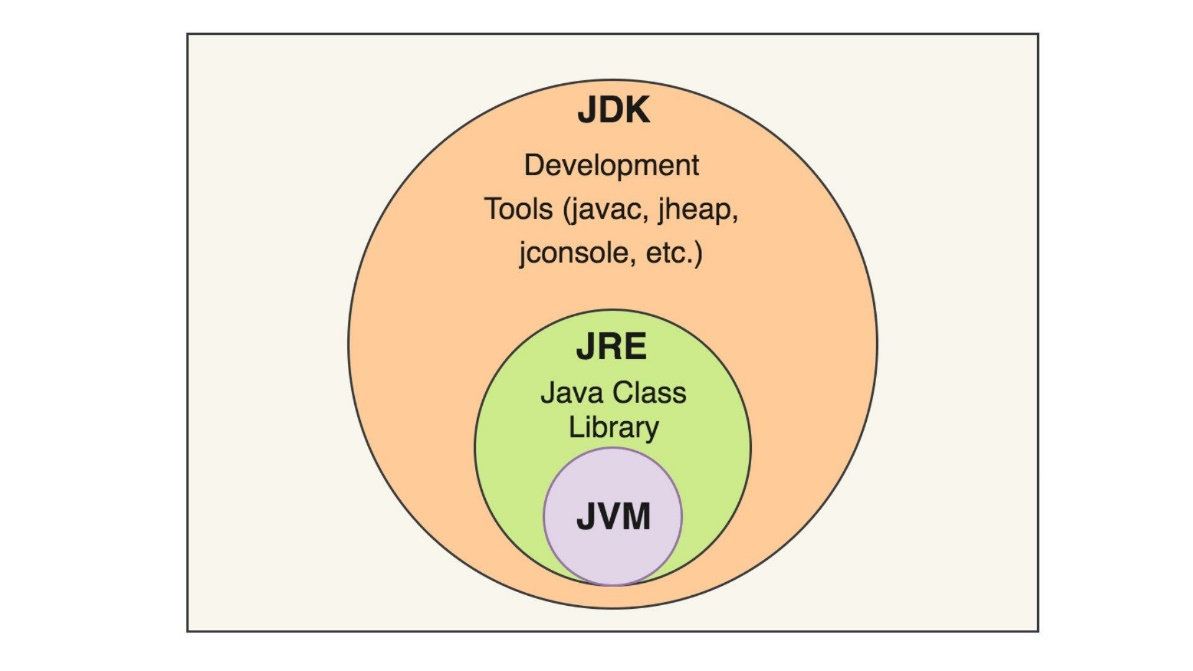 JDK
Development
Tools (javac, jheap,
jconsole, etc.)
JRE
Java Class
Library
JVM